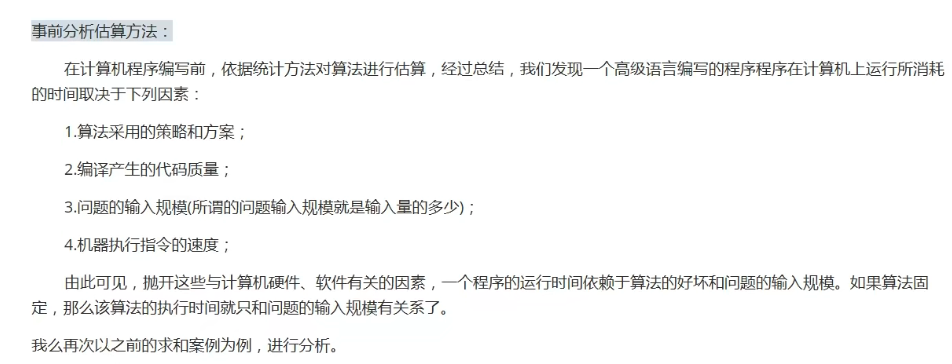 事前分析估算方法：
在计算机程序编写前，依据统计方法对算法进行估算，经过总结，我们发现一个高级语言编写的程序程序在计算机上运行所消耗
的时间取决于下列因素：
1.算法采用的策略和方案；
2.编译产生的代码质量；
3.问题的输入规模(所谓的问题输入规模就是输入量的多少)；
4.机器执行指令的速度；
由此可见，抛开这些与计算机硬件、软件有关的因素，一个程序的运行时间依赖于算法的好坏和问题的输入规模。如果算法固
定，那么该算法的执行时间就只和问题的输入规模有关系了。
我么再次以之前的求和案例为例，进行分析。